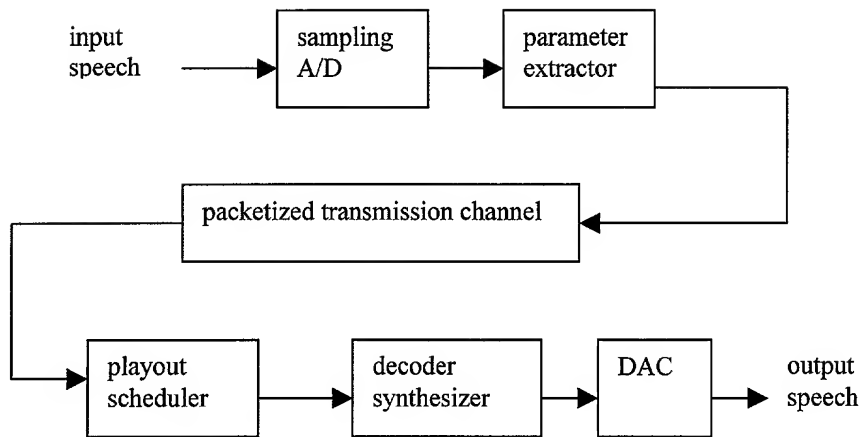 input
speech
sampling
A/D
parameter
extractor
packetized transmission channel
playout
scheduler
decoder
synthesizer
DAC
output
speech